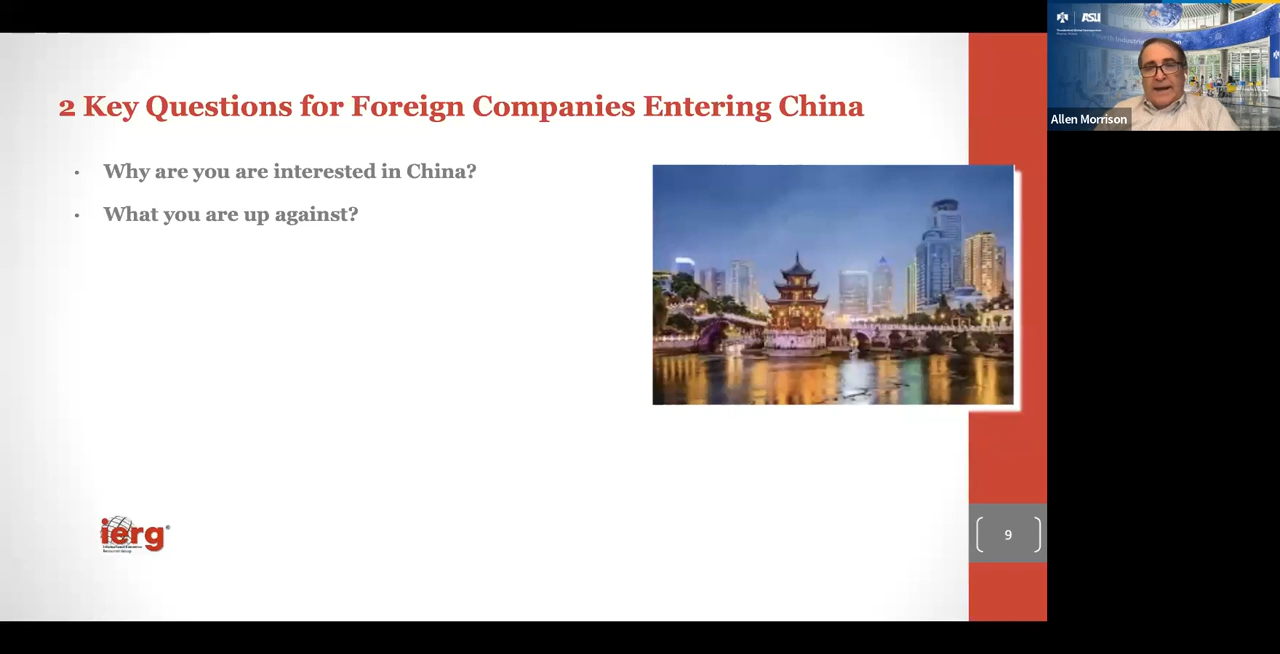 2 Key Questions for Foreign Companies Entering China
• Why are you are interested in China?
• What you are up against?
ierg®
9
ASU
Allen Morrison